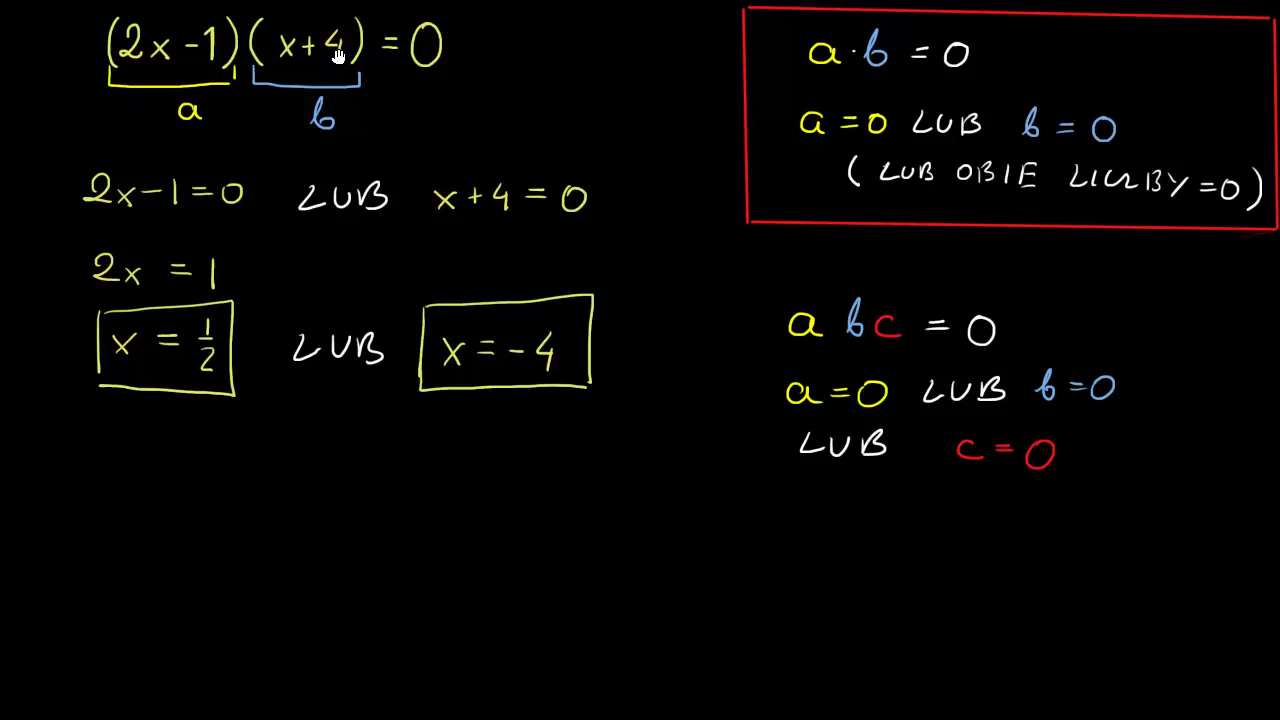 (2x-1)(x+4) = 0
a b
2x-1=0 LUB x+4=0
2x = 1
x = 1/2 LUB x = -4
a·b = 0
a=0 LUB b=0
(LUB OBIE LICZBY=0)
abc = 0
a=0 LUB b=0
LUB c=0